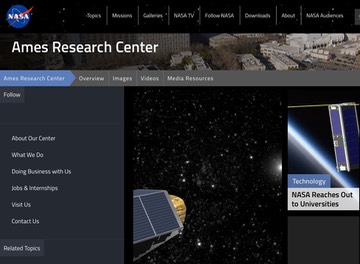 NASA
Topics Missions Galleries NASA TV Follow NASA Downloads About NASA Audiences
Ames Research Center
Ames Research Center Overview Images Videos Media Resources
Follow
About Our Center
What We Do
Doing Business with Us
Jobs & Internships
Visit Us
Contact Us
Related Topics
Technology
NASA Reaches Out
to Universities